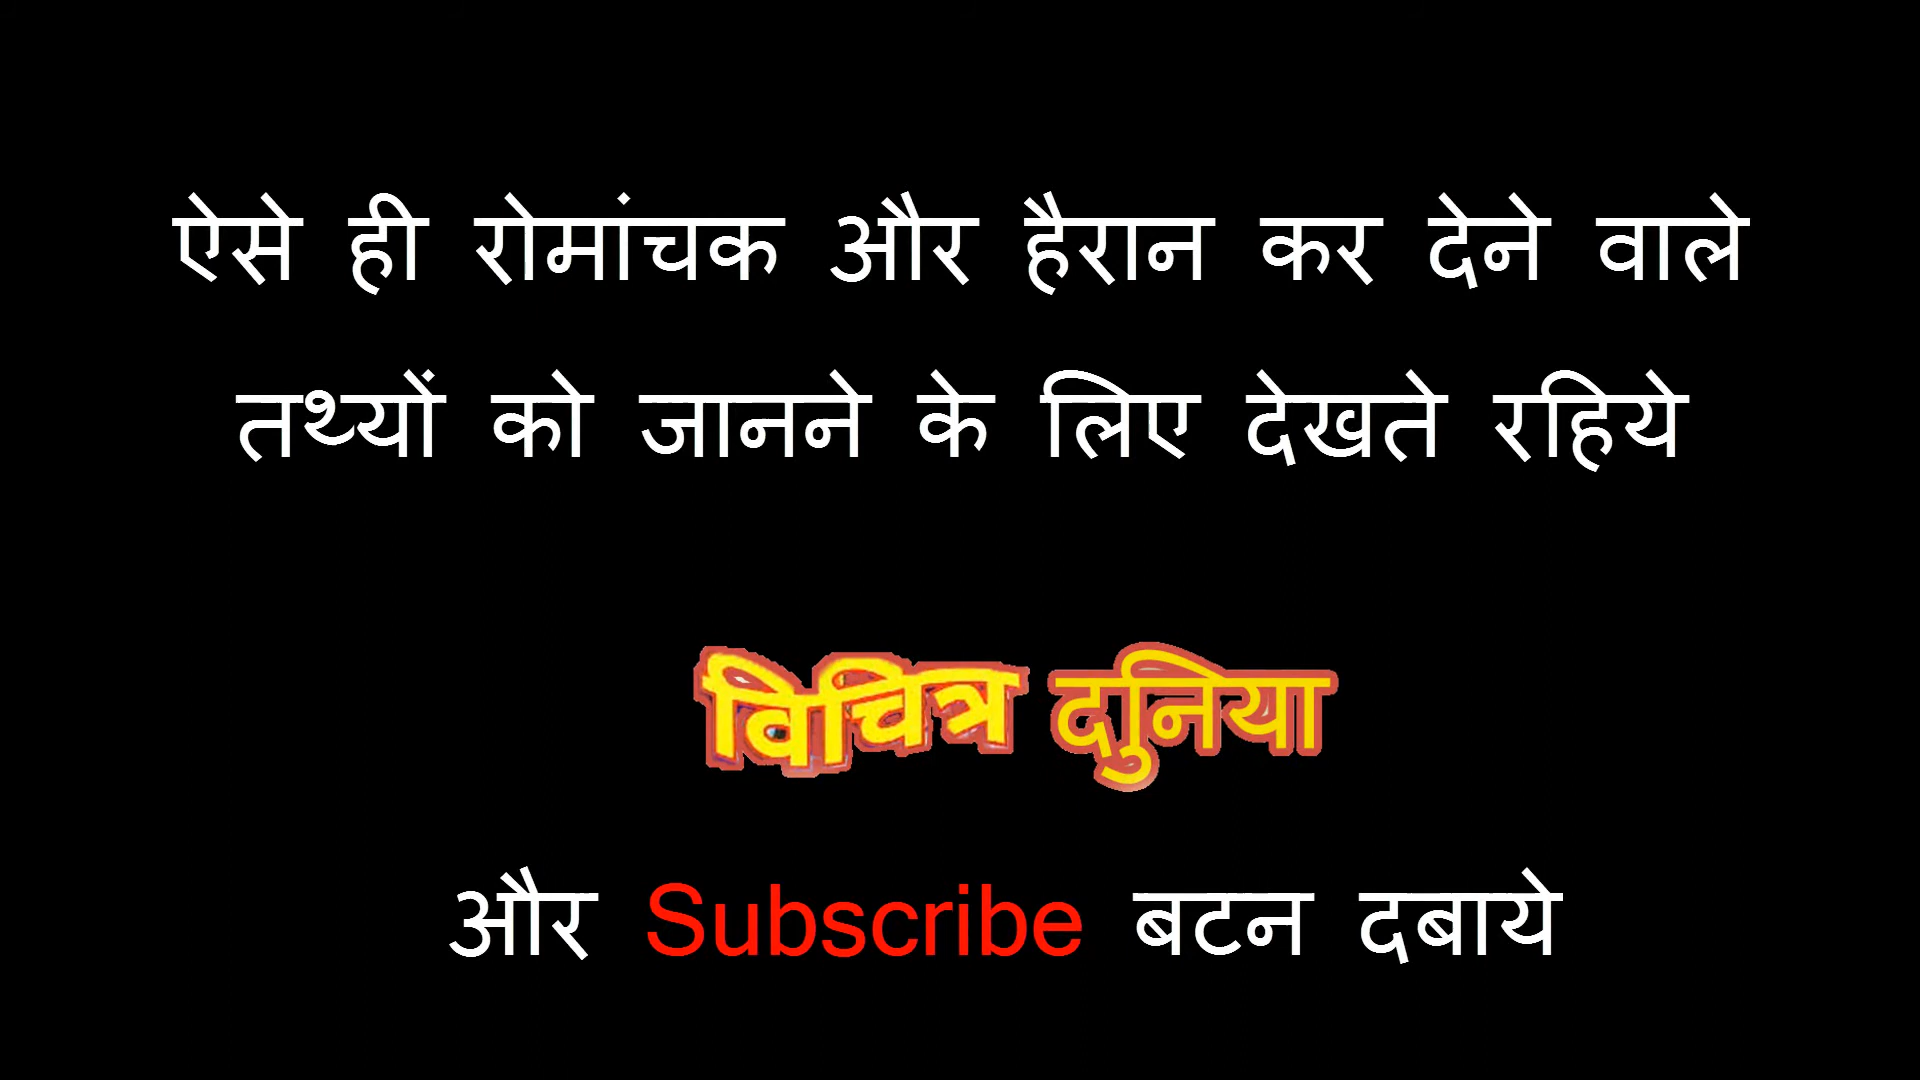 ऐसे ही रोमांचक और हैरान कर देने वाले
तथ्यों को जानने के लिए देखते रहिये
विचित्र दुनिया
और Subscribe बटन दबाये